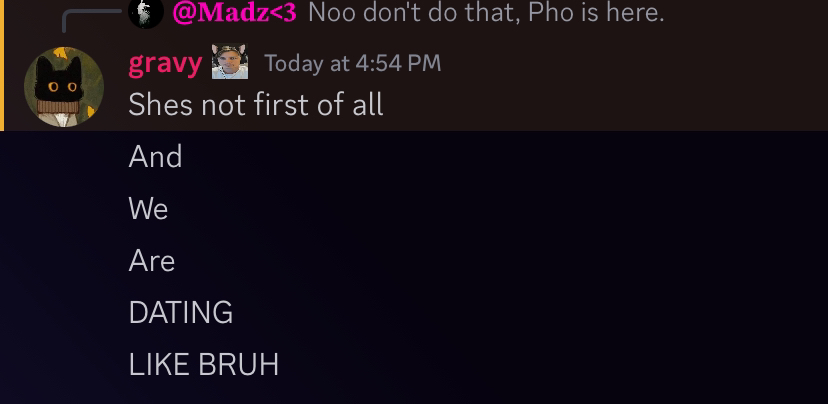 @Madz<3 Noo don't do that, Pho is here.
gravy Today at 4:54 PM
Shes not first of all
And
We
Are
DATING
LIKE BRUH